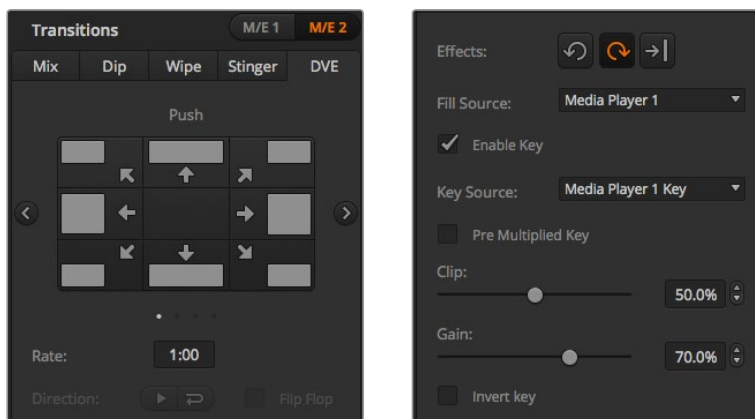 Transitions M/E 1 M/E 2
Mix Dip Wipe Stinger DVE
Push
Rate: 1:00
Direction: Flip Flop
Effects:
Fill Source: Media Player 1
Enable Key
Key Source: Media Player 1 Key
Pre Multiplied Key
Clip:
50.0%
Gain:
70.0%
Invert key